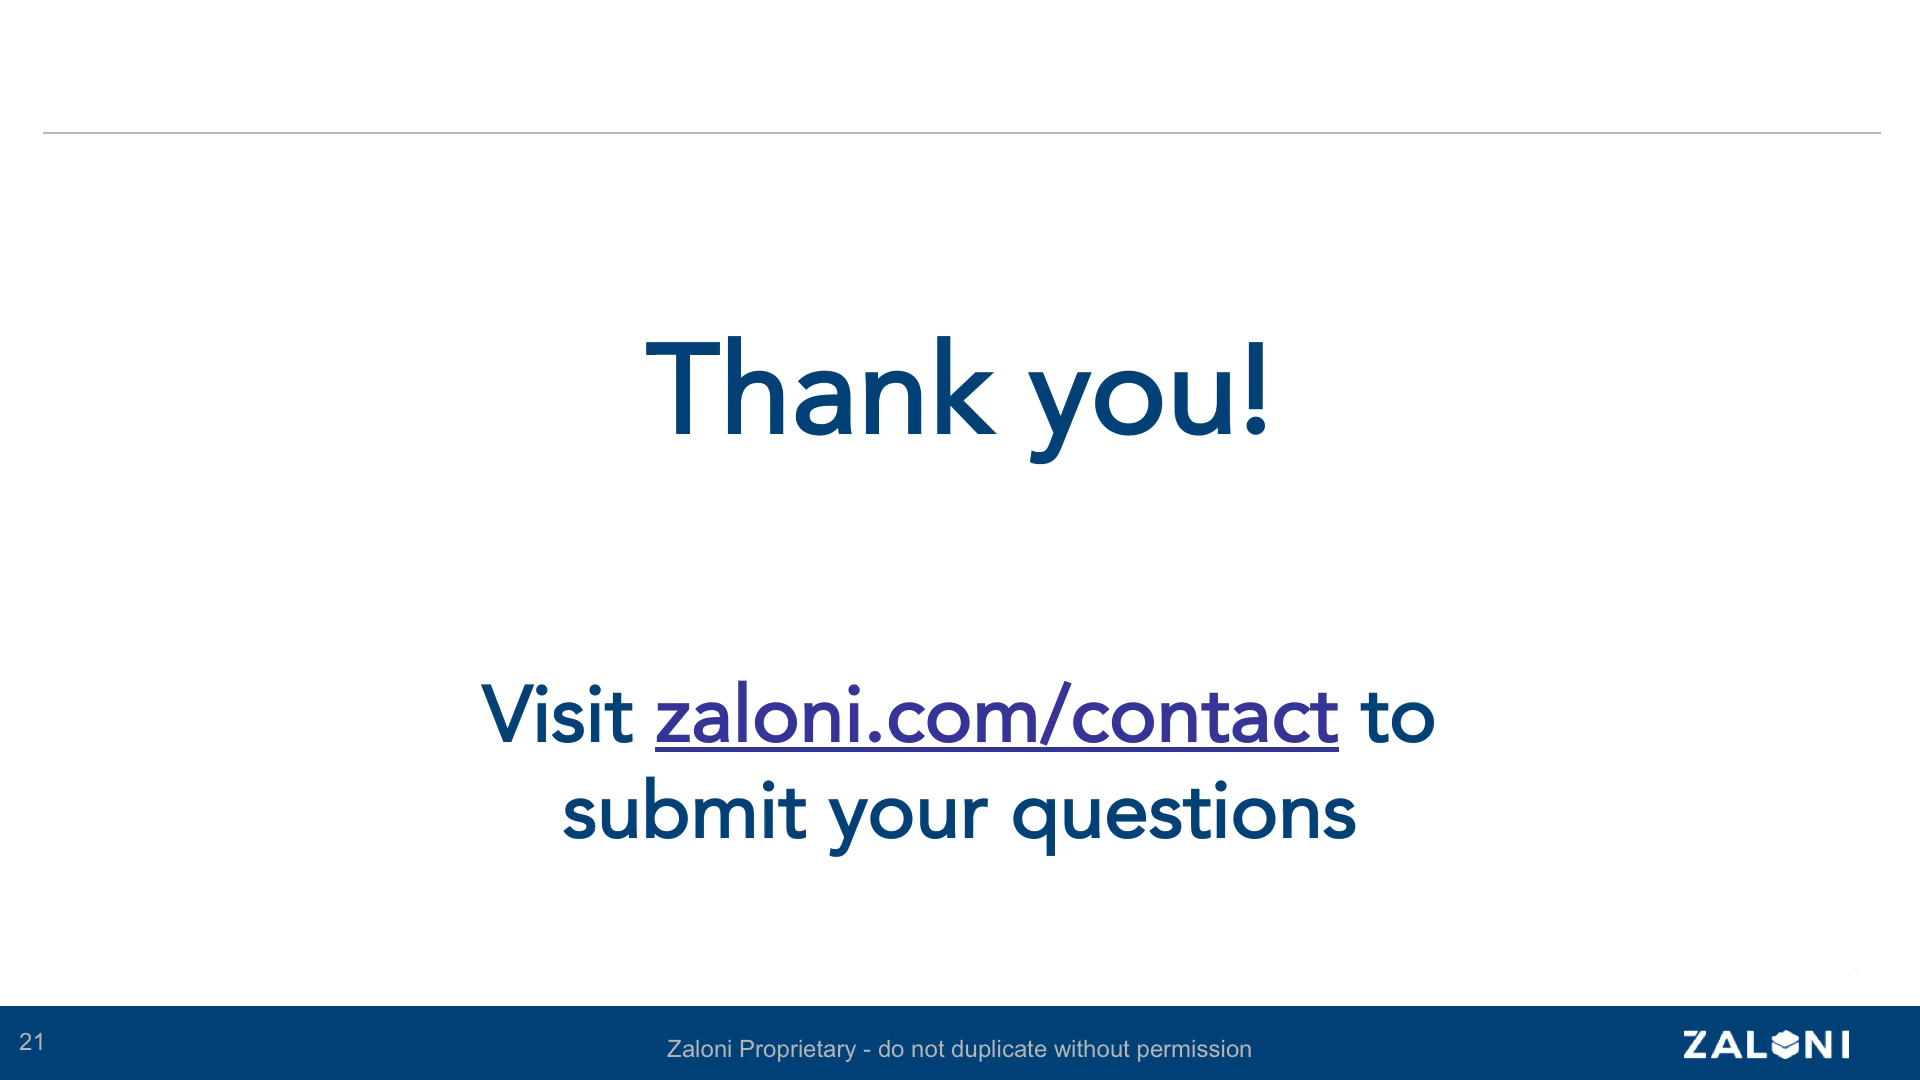 Thank you!
Visit zaloni.com/contact to
submit your questions
21
Zaloni Proprietary - do not duplicate without permission
ZALONI